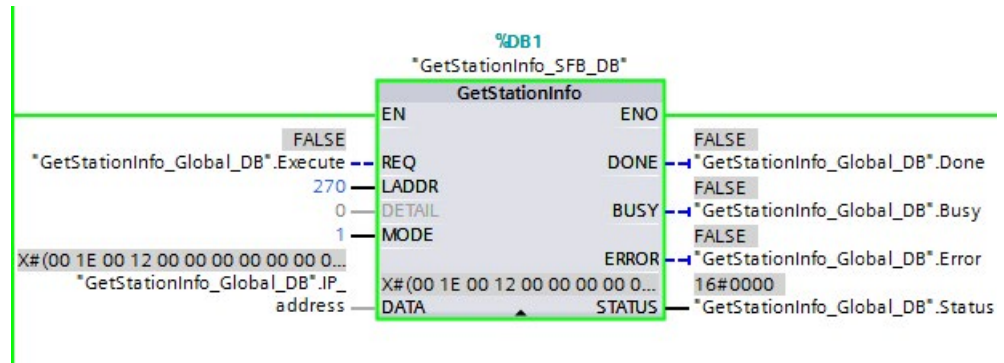 %DB1
"GetStationInfo_SFB_DB"
GetStationInfo
EN ENO
FALSE FALSE
"GetStationInfo_Global_DB".Execute REQ DONE "GetStationInfo_Global_DB".Done
270 LADDR FALSE
0 DETAIL BUSY "GetStationInfo_Global_DB".Busy
1 MODE FALSE
X#(00 1E 00 12 00 00 00 00 00 00 0... ERROR "GetStationInfo_Global_DB".Error
"GetStationInfo_Global_DB".IP_ X#(00 1E 00 12 00 00 00 00 0... 16#0000
address DATA STATUS "GetStationInfo_Global_DB".Status